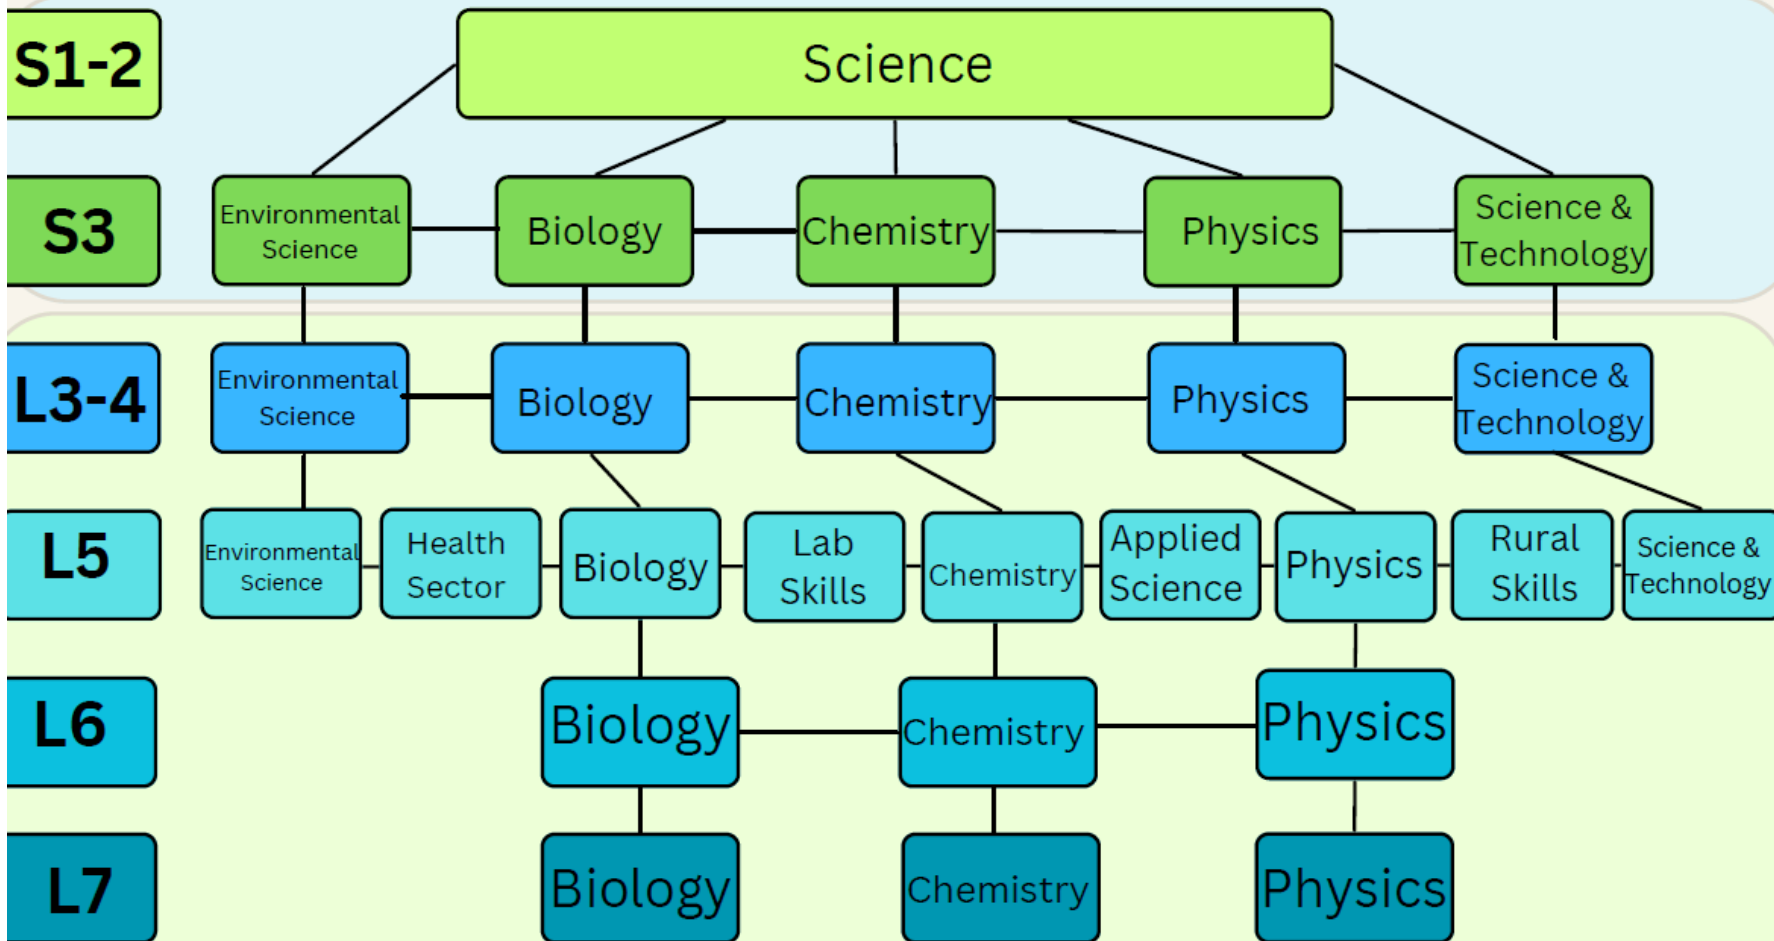 S1-2
Science
S3
Environmental
Science
Biology
Chemistry
Physics
Science &
Technology
L3-4
Environmental
Science
Biology
Chemistry
Physics
Science &
Technology
L5
Environmental
Science
Health
Sector
Biology
Lab
Skills
Chemistry
Applied
Science
Physics
Rural
Skills
Science &
Technology
L6
Biology
Chemistry
Physics
L7
Biology
Chemistry
Physics